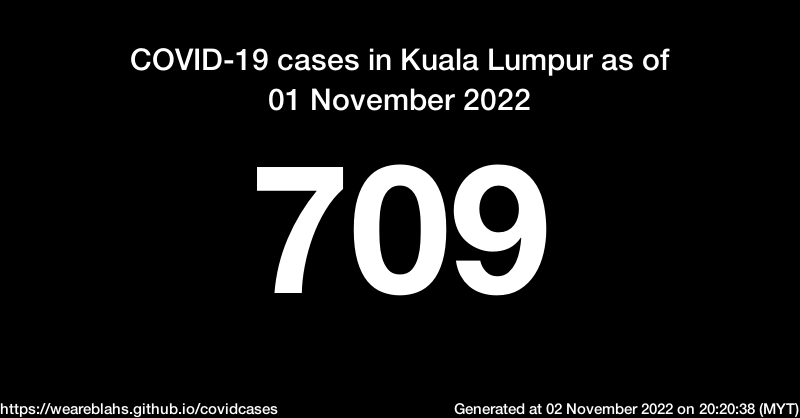 COVID-19 cases in Kuala Lumpur as of
01 November 2022
709
https://weareblahs.github.io/covidcases
Generated at 02 November 2022 on 20:20:38 (MYT)